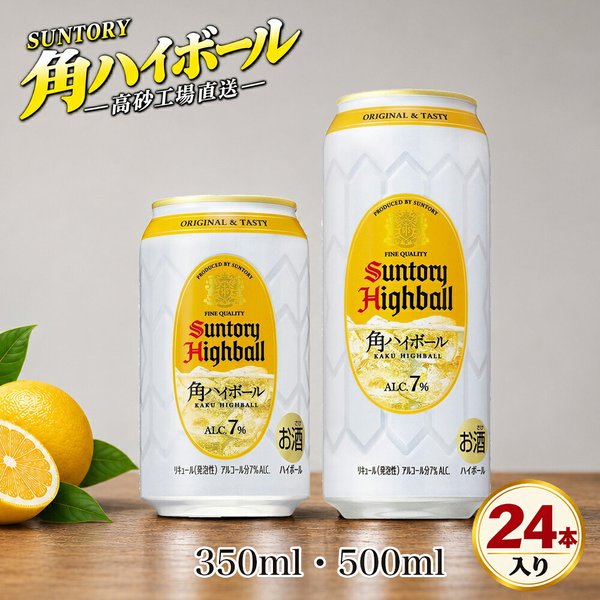 SUNTORY
角ハイボール
高砂工場直送
ORIGINAL & TASTY
PRODUCED BY SUNTORY
FINE QUALITY
Suntory
Highball
角ハイボール
KAKU HIGHBALL
ALC.7%
お酒
リキュール(発泡性) アルコール分7%ALC.
ハイボール
ORIGINAL & TASTY
PRODUCED BY SUNTORY
FINE QUALITY
Suntory
Highball
角ハイボール
KAKU HIGHBALL
ALC.7%
お酒
リキュール(発泡性) アルコール分7%ALC.
ハイボール
350ml・500ml
24本
入り